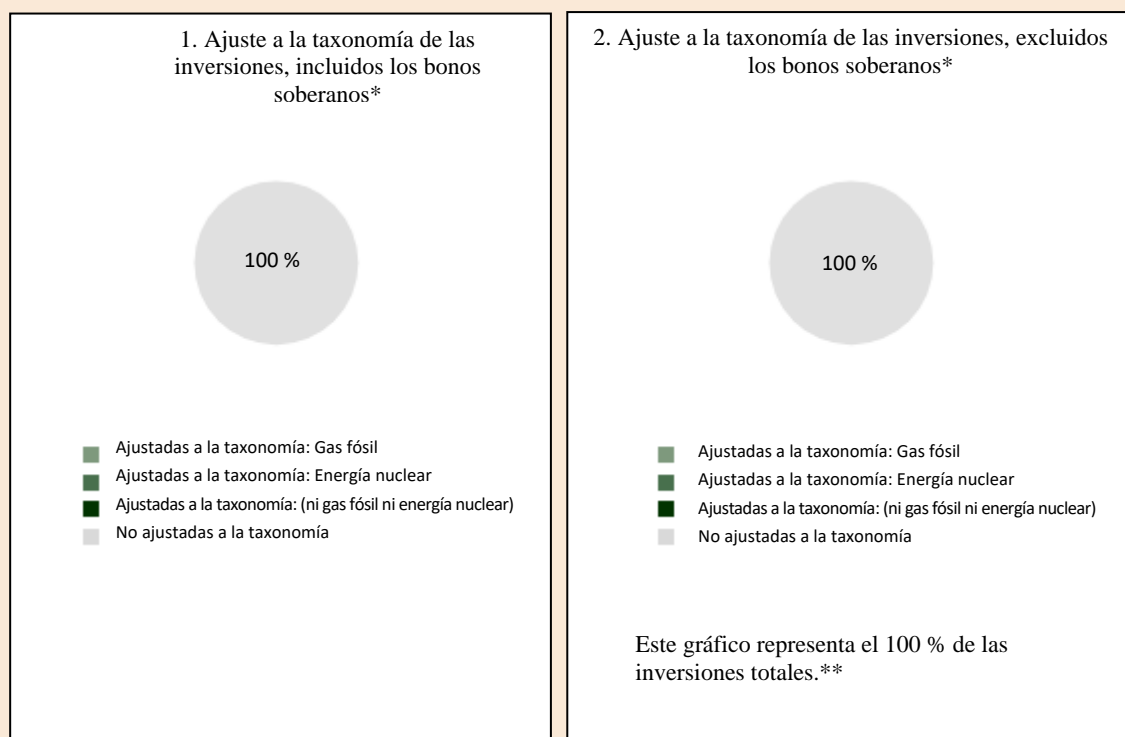 1. Ajuste a la taxonomía de las
inversiones, incluidos los bonos
soberanos*
100 %
Ajustadas a la taxonomía: Gas fósil
Ajustadas a la taxonomía: Energía nuclear
Ajustadas a la taxonomía: (ni gas fósil ni energía nuclear)
No ajustadas a la taxonomía
2. Ajuste a la taxonomía de las inversiones, excluidos
los bonos soberanos*
100 %
Ajustadas a la taxonomía: Gas fósil
Ajustadas a la taxonomía: Energía nuclear
Ajustadas a la taxonomía: (ni gas fósil ni energía nuclear)
No ajustadas a la taxonomía
Este gráfico representa el 100 % de las
inversiones totales.**